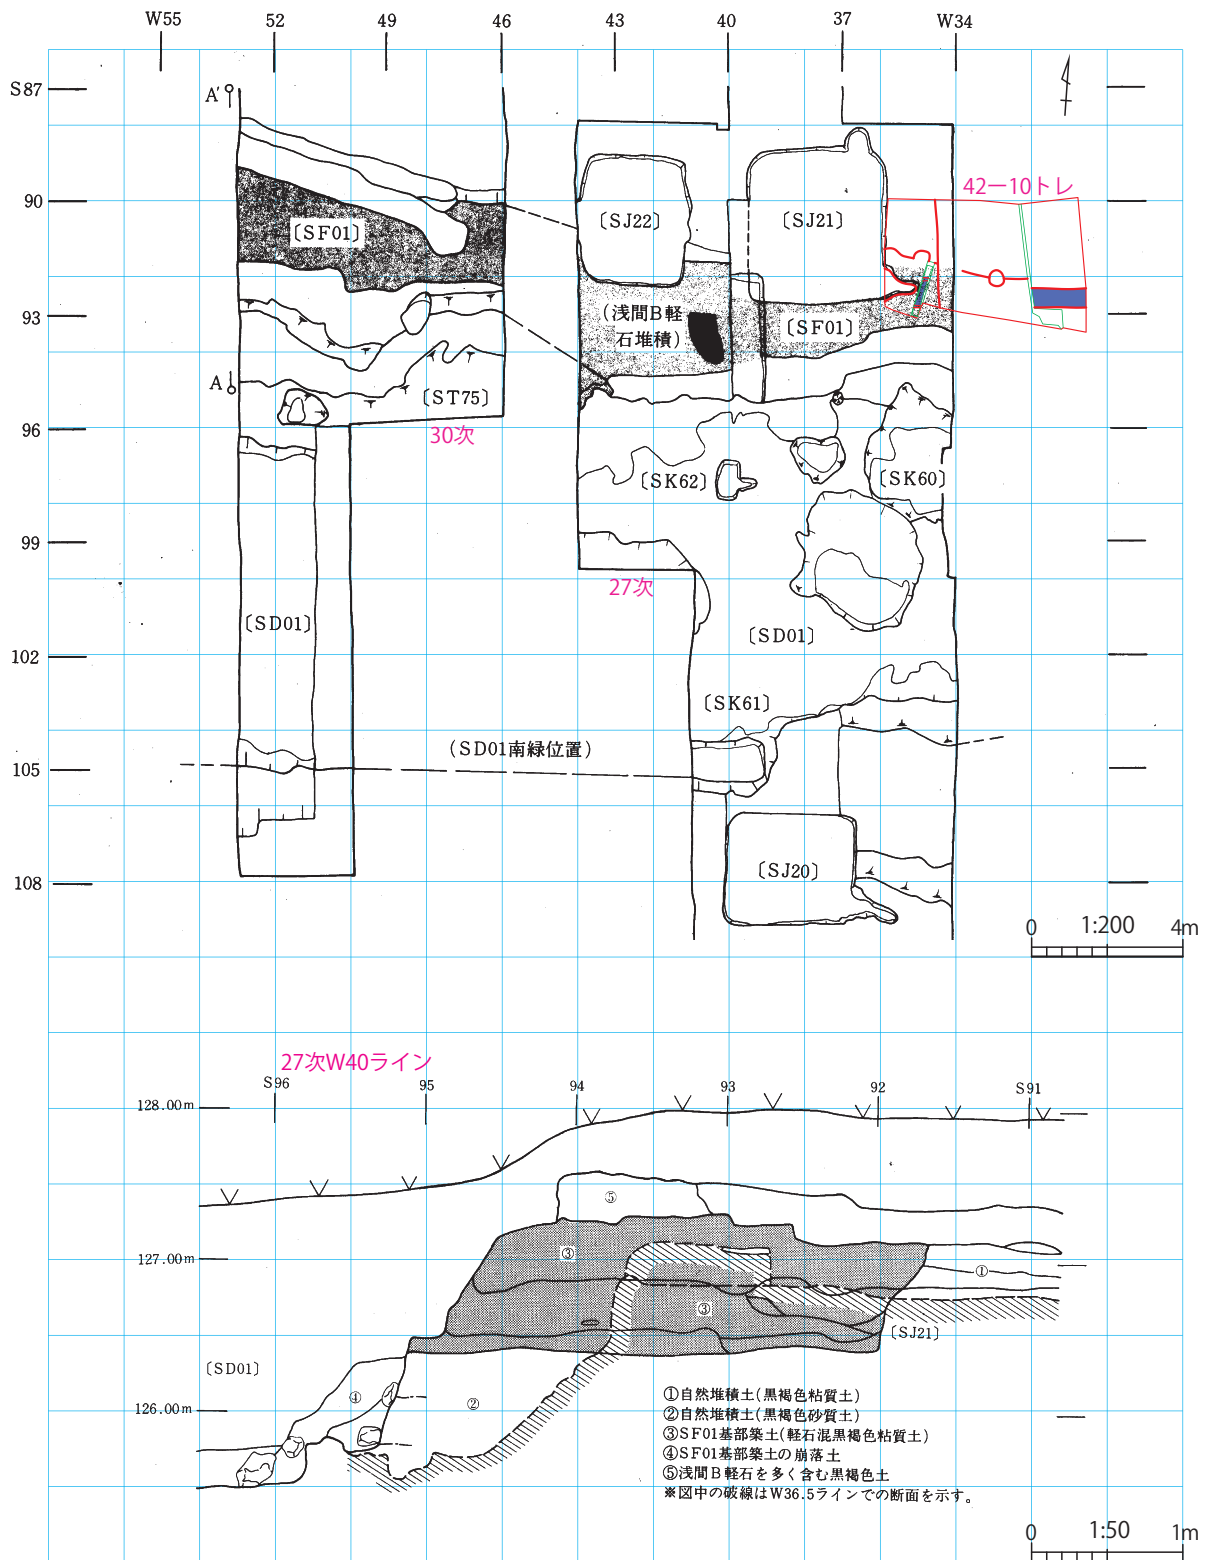 W55 52 49 46 43 40 37 W34
S87
A'
90
42ー10トレ
〔SF01〕
〔SJ22〕
〔SJ21〕
93
(浅間B軽
石堆積)
〔SF01〕
A
〔ST75〕
96
30次
〔SK62〕
〔SK60〕
99
27次
〔SD01〕
〔SD01〕
102
〔SK61〕
(SD01南緑位置)
105
〔SJ20〕
108
0 1:200 4m
27次W40ライン
S96 95 94 93 92 S91
128.00m
⑤
127.00m
③
①
③
〔SJ21〕
〔SD01〕
④
②
126.00m
①自然堆積土(黒褐色粘質土)
②自然堆積土(黒褐色砂質土)
③SF01基部築土(軽石混黒褐色粘質土)
④SF01基部築土の崩落土
⑤浅間B軽石を多く含む黒褐色土
※図中の破線はW36.5ラインでの断面を示す。
0 1:50 1m